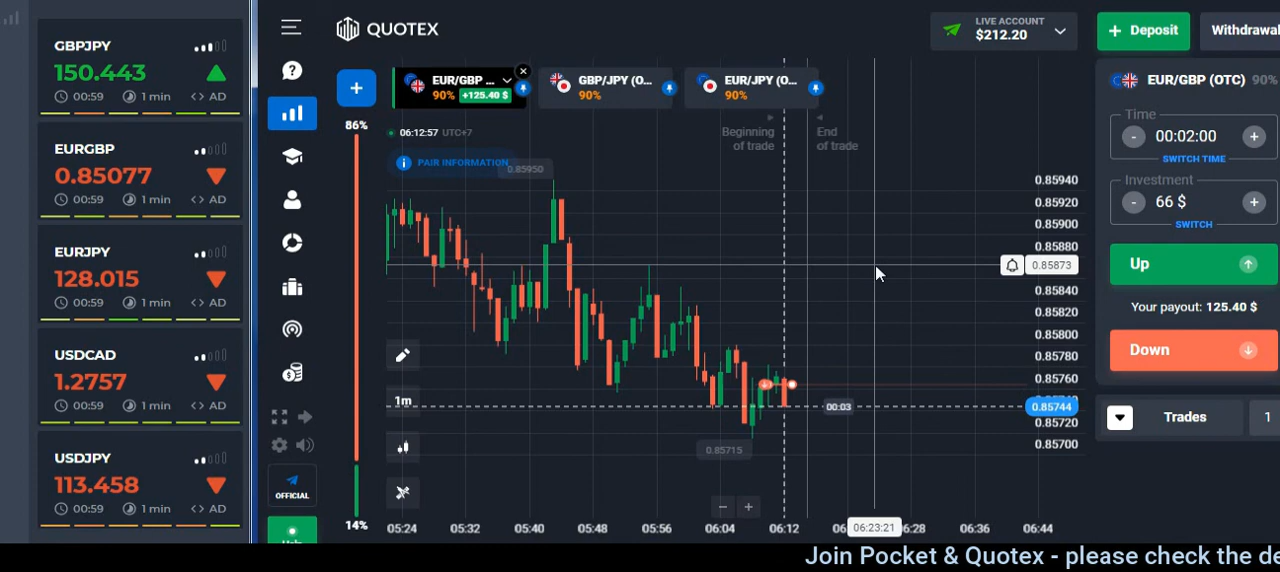 GBPJPY
150.443
00:59 1 min <> AD
EURGBP
0.85077
00:59 1 min <> AD
EURJPY
128.015
00:59 1 min <> AD
USDCAD
1.2757
00:59 1 min <> AD
USDJPY
113.458
00:59 1 min <> AD
QUOTEX
LIVE ACCOUNT
$212.20
+ Deposit
Withdrawal
EUR/GBP ...
90% +125.40 $
GBP/JPY (O...
90%
EUR/JPY (O...
90%
EUR/GBP (OTC) 90%
86%
06:12:57 UTC+7
Beginning
of trade
End
of trade
PAIR INFORMATION
0.85950
Time
- 00:02:00 +
SWITCH TIME
Investment
- 66 $ +
SWITCH
Up
Your payout: 125.40 $
Down
Trades 1
0.85940
0.85920
0.85900
0.85880
0.85873
0.85840
0.85820
0.85800
0.85780
0.85760
0.85744
0.85720
0.85700
1m
00:03
0.85715
OFFICIAL
14%
05:24 05:32 05:40 05:48 05:56 06:04 06:12 06:23:21 06:36 06:44
Join Pocket & Quotex - please check the de